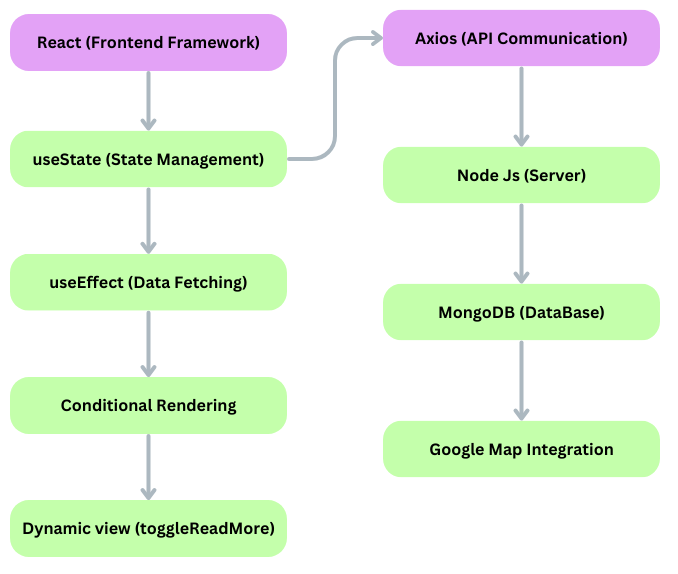 React (Frontend Framework)
useState (State Management)
useEffect (Data Fetching)
Conditional Rendering
Dynamic view (toggleReadMore)
Axios (API Communication)
Node Js (Server)
MongoDB (DataBase)
Google Map Integration